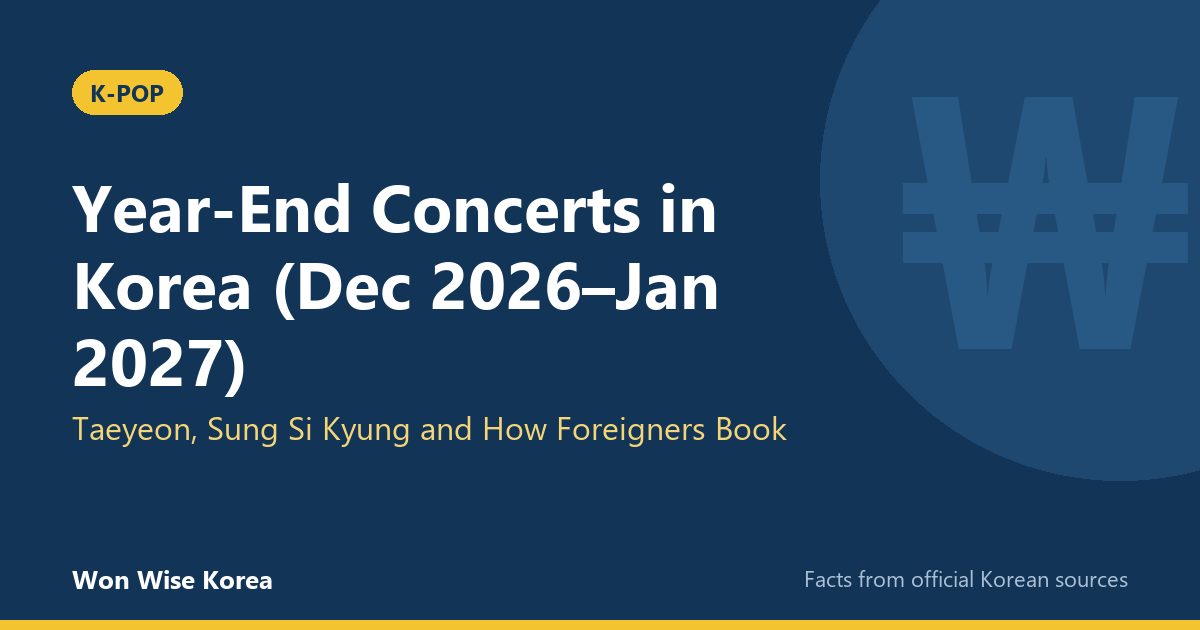 K-POP
Year-End Concerts in
Korea (Dec 2026–Jan
2027)
Taeyeon, Sung Si Kyung and How Foreigners Book
₩
Won Wise Korea
Facts from official Korean sources